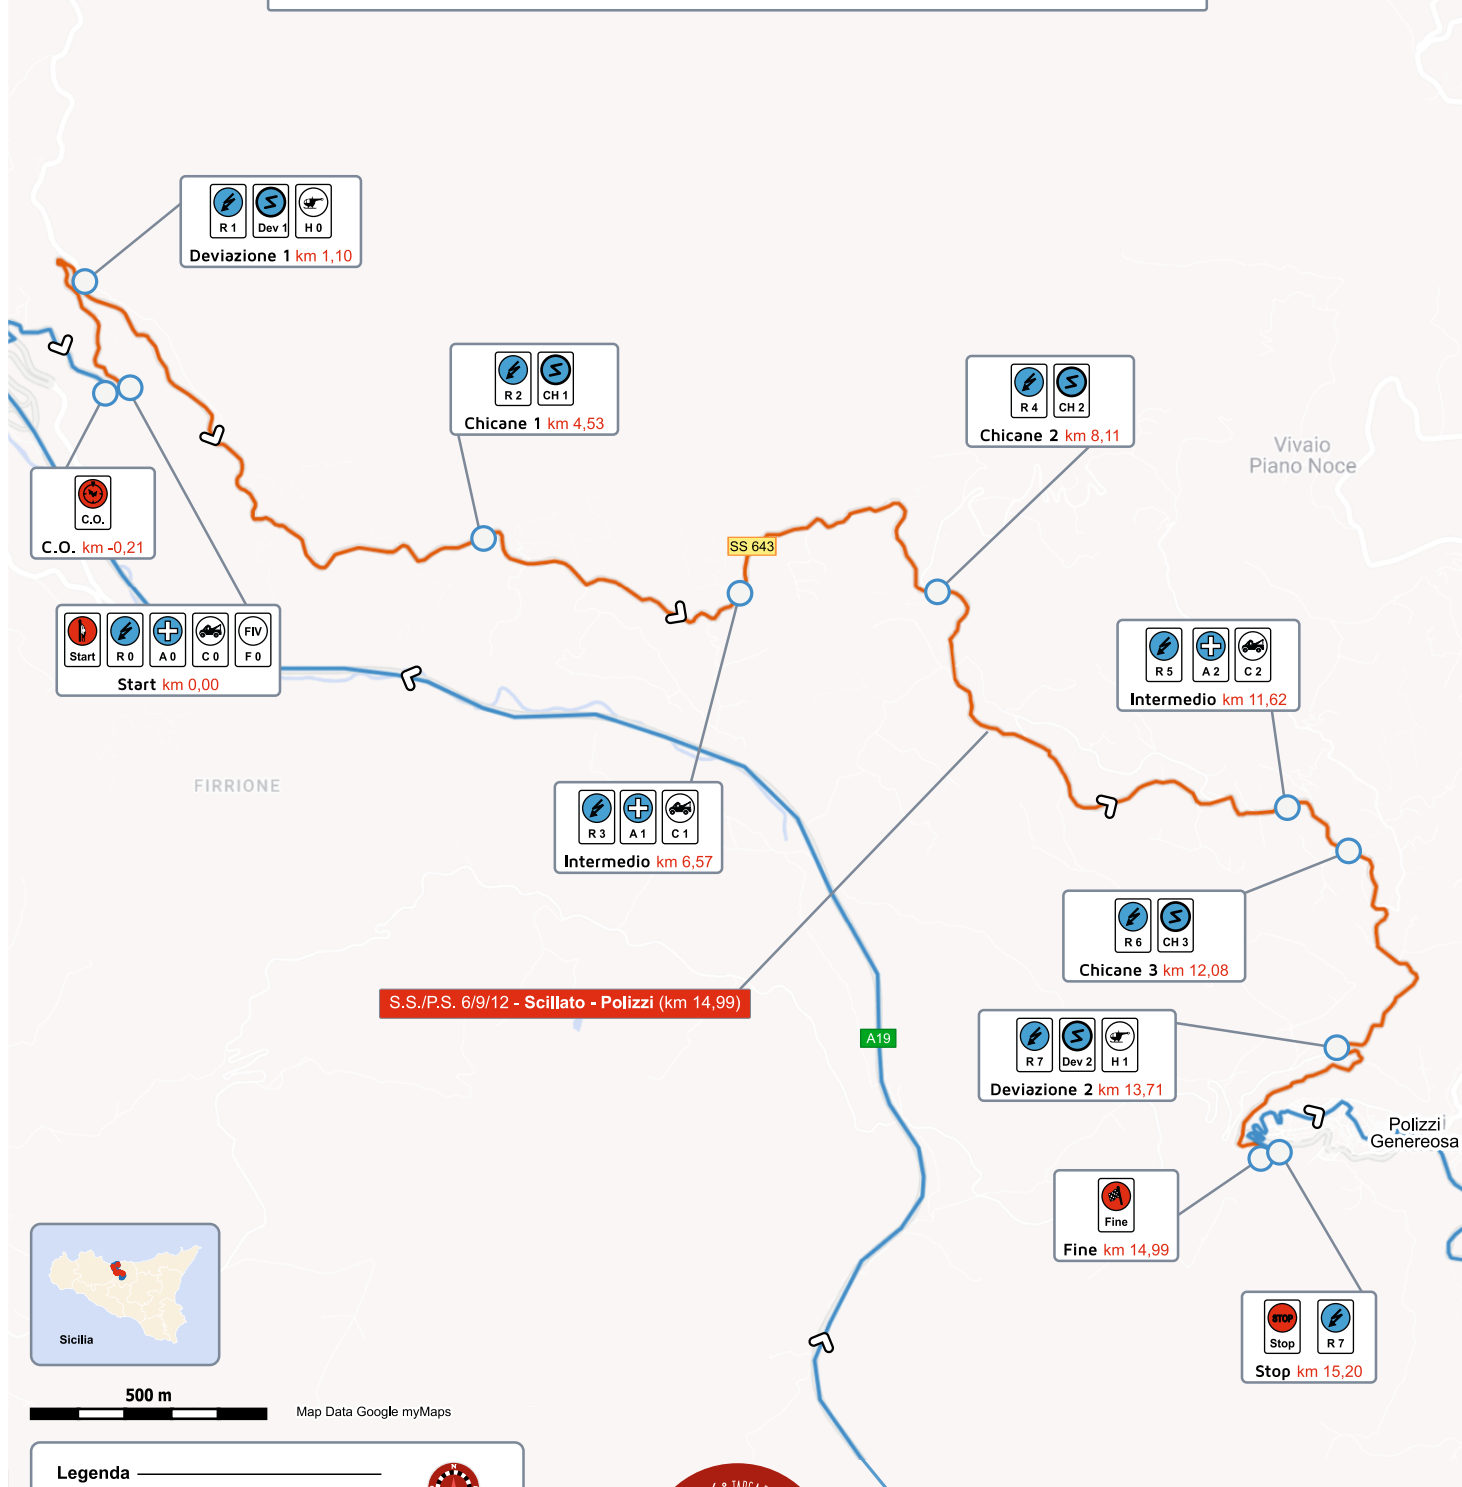 R 1 Dev 1 H 0
Deviazione 1 km 1,10
R 2 CH 1
Chicane 1 km 4,53
R 4 CH 2
Chicane 2 km 8,11
Vivaio
Piano Noce
C.O.
C.O. km -0,21
SS 643
FIV
Start R 0 A 0 C 0 F 0
Start km 0,00
R 5 A 2 C 2
Intermedio km 11,62
FIRRIONE
R 3 A 1 C 1
Intermedio km 6,57
R 6 CH 3
Chicane 3 km 12,08
S.S./P.S. 6/9/12 - Scillato - Polizzi (km 14,99)
A19
R 7 Dev 2 H 1
Deviazione 2 km 13,71
Polizzi
Genereosa
Fine
Fine km 14,99
STOP
Stop R 7
Stop km 15,20
Sicilia
500 m
Map Data Google myMaps
Legenda
N